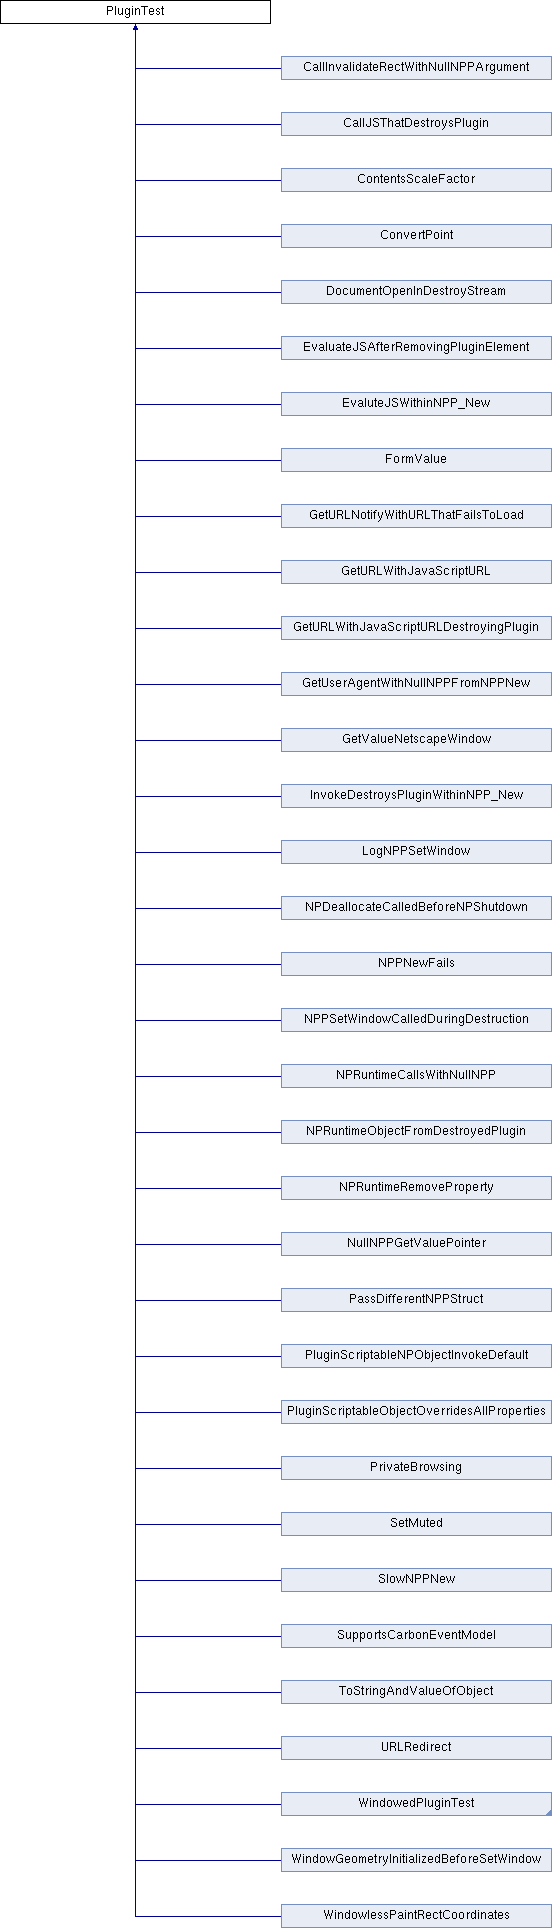 PluginTest
CallInvalidateRectWithNullNPPArgument
CallJSThatDestroysPlugin
ContentsScaleFactor
ConvertPoint
DocumentOpenInDestroyStream
EvaluateJSAfterRemovingPluginElement
EvaluteJSWithinNPP_New
FormValue
GetURLNotifyWithURLThatFailsToLoad
GetURLWithJavaScriptURL
GetURLWithJavaScriptURLDestroyingPlugin
GetUserAgentWithNullNPPFromNPPNew
GetValueNetscapeWindow
InvokeDestroysPluginWithinNPP_New
LogNPPSetWindow
NPDeallocateCalledBeforeNPShutdown
NPPNewFails
NPPSetWindowCalledDuringDestruction
NPRuntimeCallsWithNullNPP
NPRuntimeObjectFromDestroyedPlugin
NPRuntimeRemoveProperty
NullNPPGetValuePointer
PassDifferentNPPStruct
PluginScriptableNPObjectInvokeDefault
PluginScriptableObjectOverridesAllProperties
PrivateBrowsing
SetMuted
SlowNPPNew
SupportsCarbonEventModel
ToStringAndValueOfObject
URLRedirect
WindowedPluginTest
WindowGeometryInitializedBeforeSetWindow
WindowlessPaintRectCoordinates